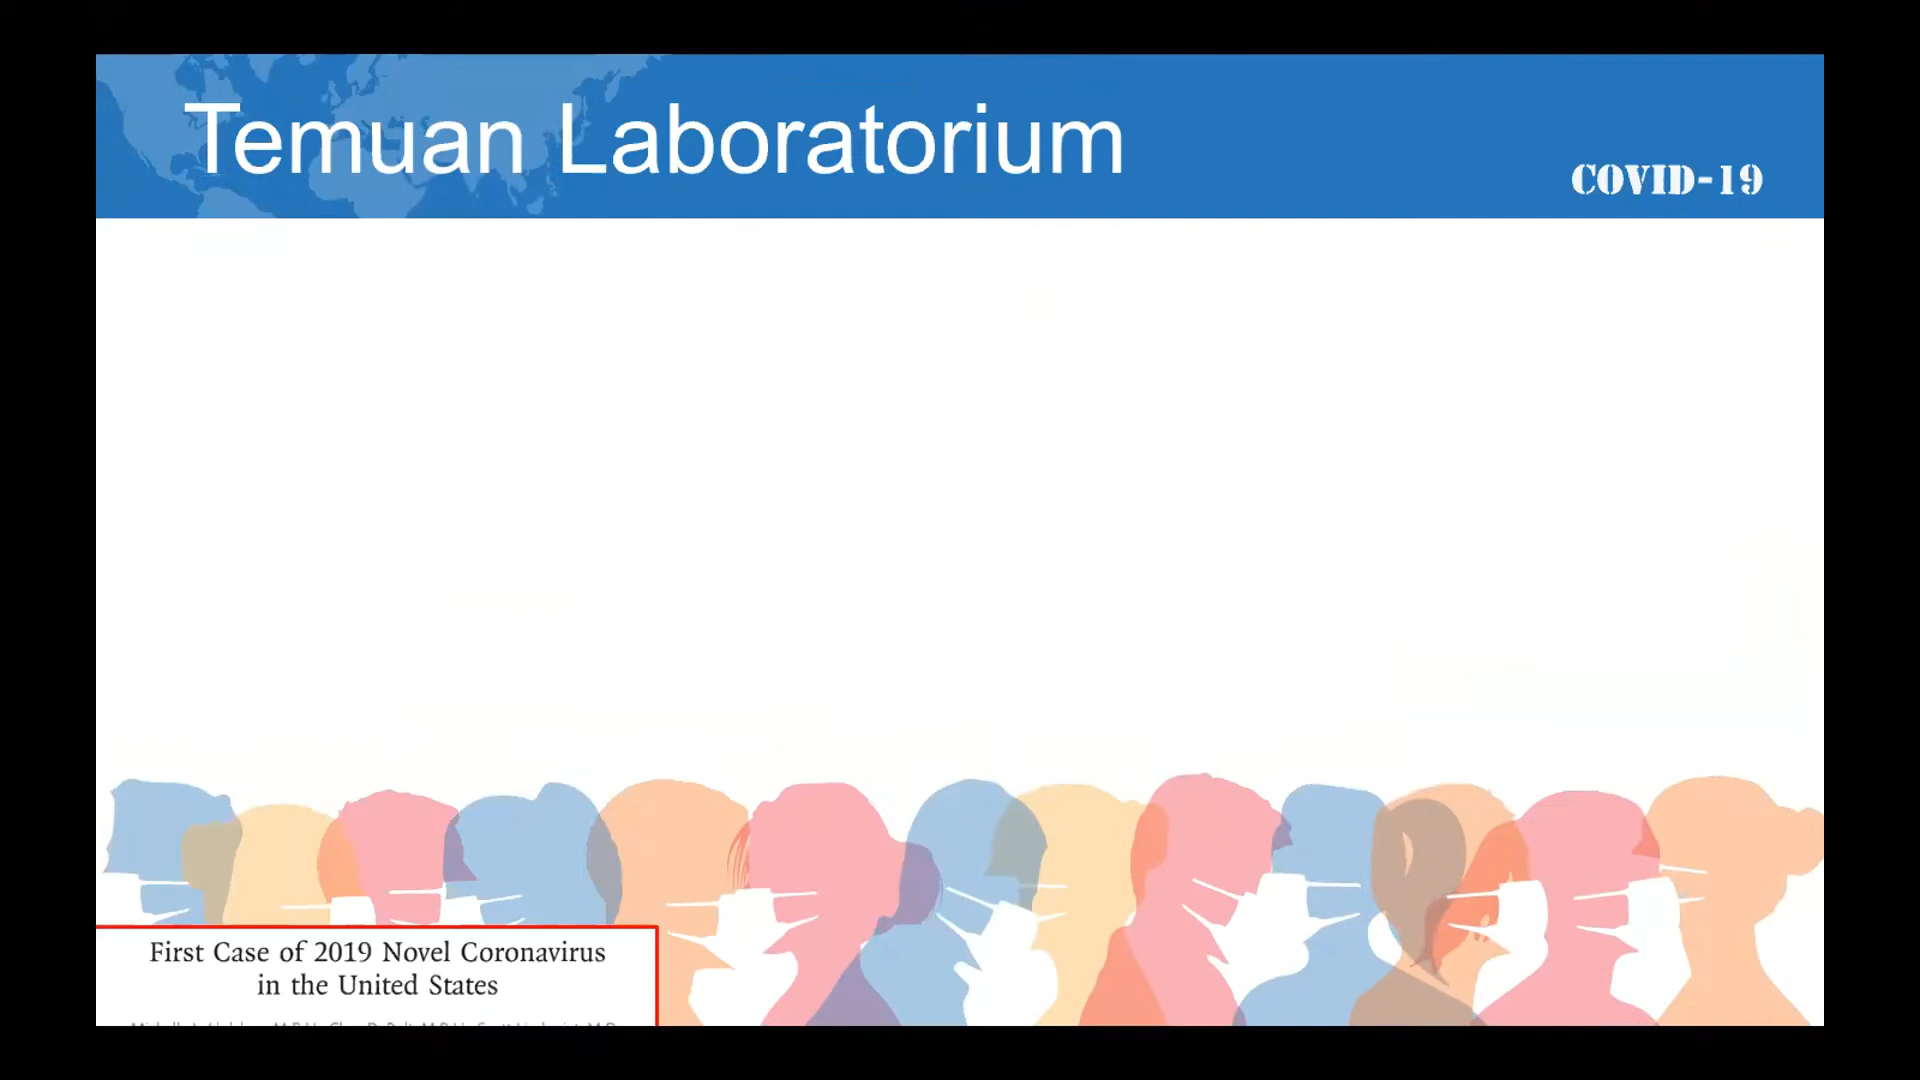 Temuan Laboratorium
COVID-19
First Case of 2019 Novel Coronavirus
in the United States